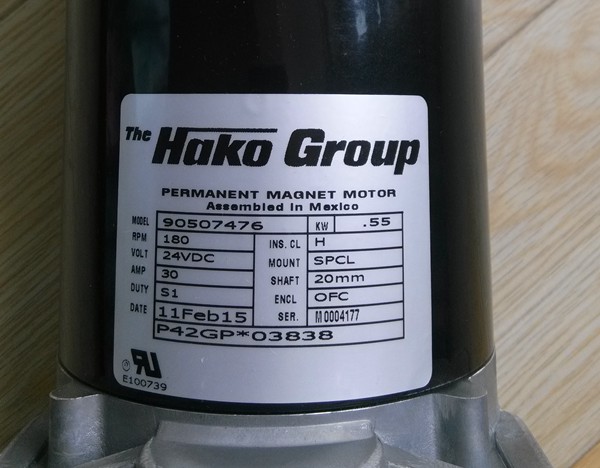 The Hako Group
PERMANENT MAGNET MOTOR
Assembled in Mexico
MODEL 90507476 KW .55
RPM 180 INS. CL H
VOLT 24VDC MOUNT SPCL
AMP 30 SHAFT 20mm
DUTY S1 ENCL OFC
DATE 11Feb15 SER. M0004177
P42GP*03838
E100739